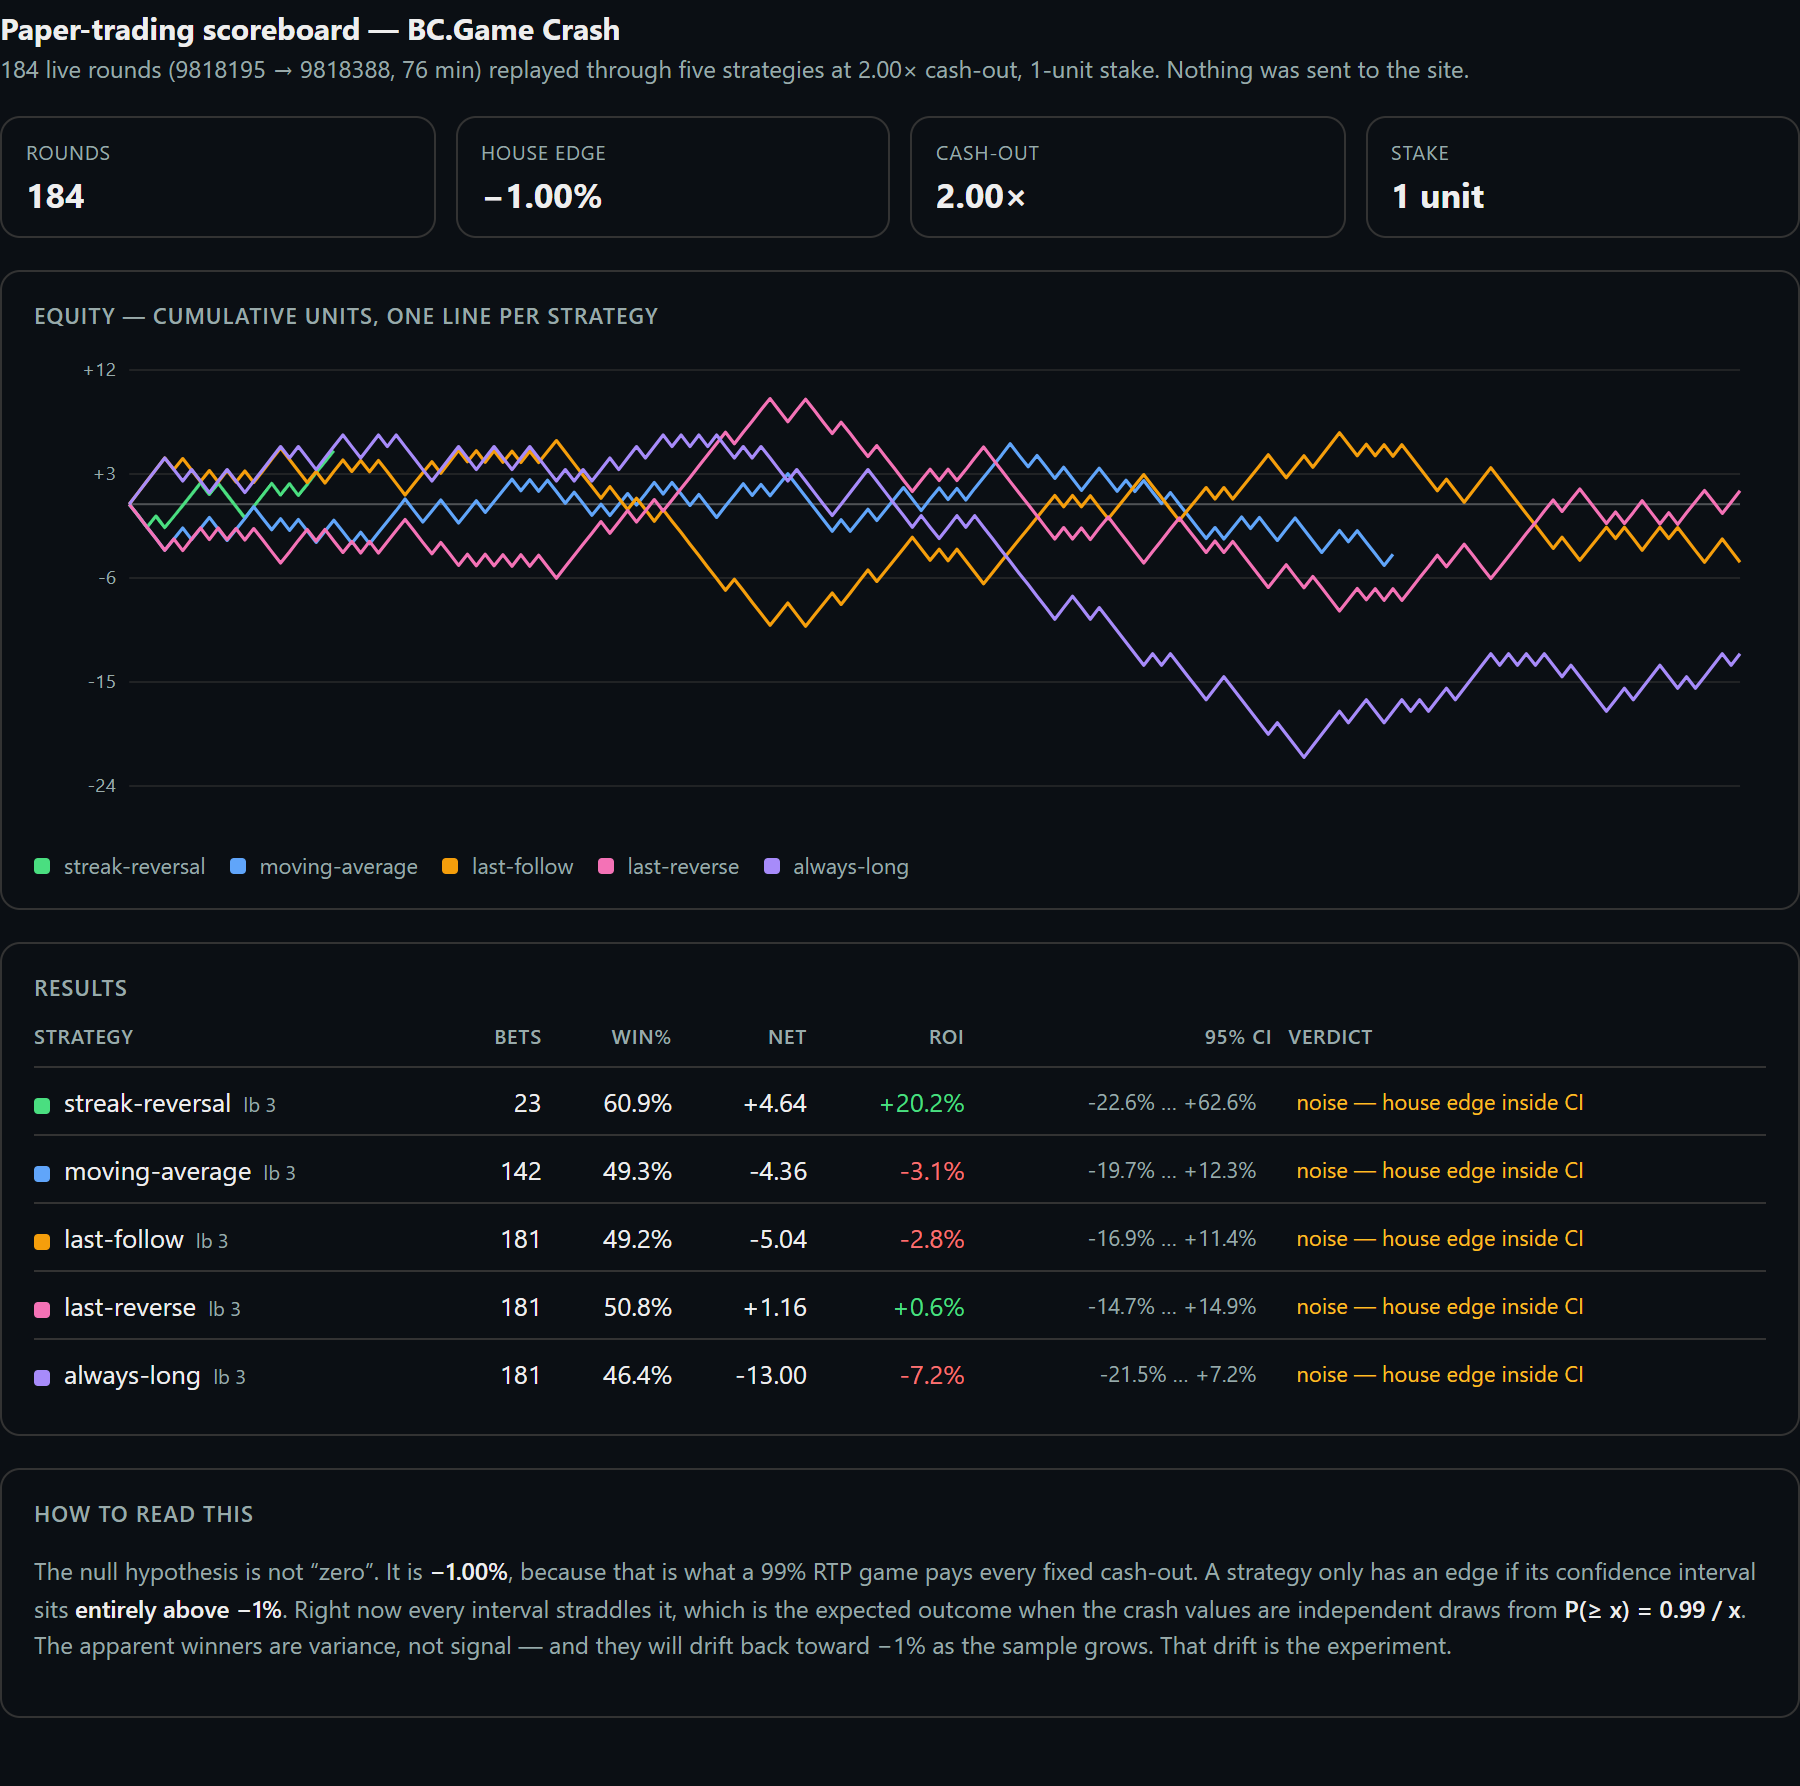 Paper-trading scoreboard — BC.Game Crash
184 live rounds (9818195 → 9818388, 76 min) replayed through five strategies at 2.00× cash-out, 1-unit stake. Nothing was sent to the site.
ROUNDS
184
HOUSE EDGE
−1.00%
CASH-OUT
2.00×
STAKE
1 unit
EQUITY — CUMULATIVE UNITS, ONE LINE PER STRATEGY
+12
+3
-6
-15
-24
streak-reversal moving-average last-follow last-reverse always-long
RESULTS
STRATEGY BETS WIN% NET ROI 95% CI VERDICT
streak-reversal lb 3 23 60.9% +4.64 +20.2% -22.6% … +62.6% noise — house edge inside CI
moving-average lb 3 142 49.3% -4.36 -3.1% -19.7% … +12.3% noise — house edge inside CI
last-follow lb 3 181 49.2% -5.04 -2.8% -16.9% … +11.4% noise — house edge inside CI
last-reverse lb 3 181 50.8% +1.16 +0.6% -14.7% … +14.9% noise — house edge inside CI
always-long lb 3 181 46.4% -13.00 -7.2% -21.5% … +7.2% noise — house edge inside CI
HOW TO READ THIS
The null hypothesis is not “zero”. It is −1.00%, because that is what a 99% RTP game pays every fixed cash-out. A strategy only has an edge if its confidence interval
sits entirely above −1%. Right now every interval straddles it, which is the expected outcome when the crash values are independent draws from P(≥ x) = 0.99 / x.
The apparent winners are variance, not signal — and they will drift back toward −1% as the sample grows. That drift is the experiment.